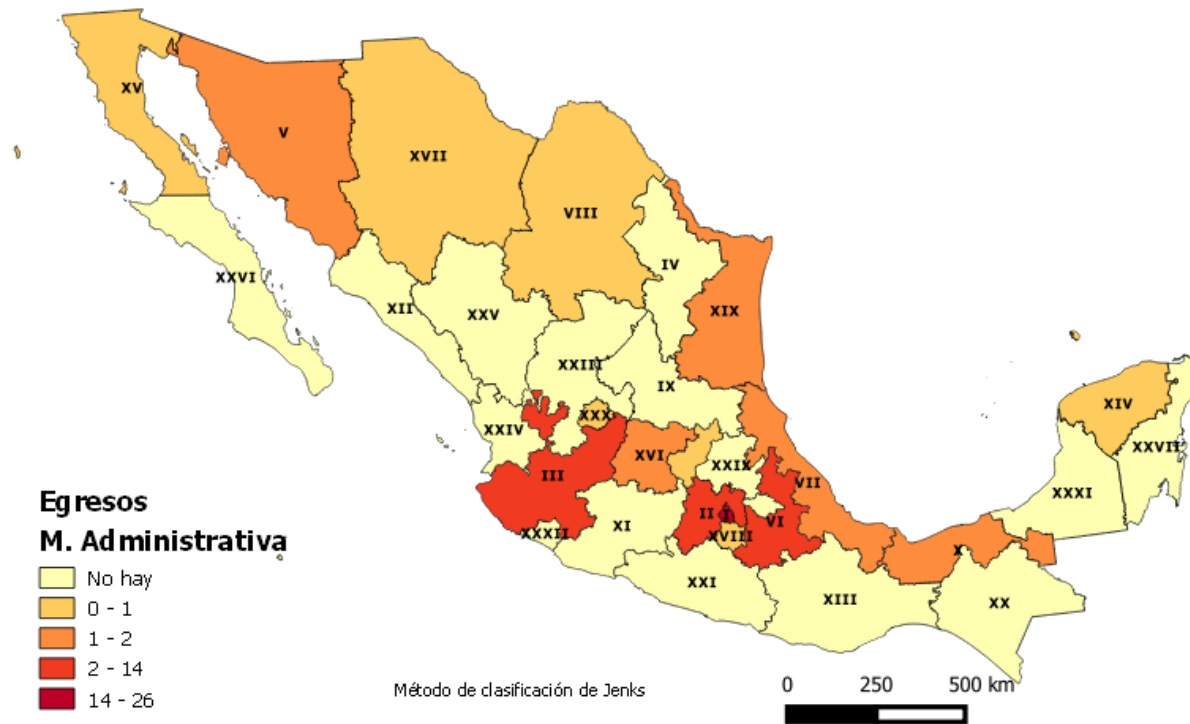 XV
V
XVII
VIII
IV
XXVI
XII
XXV
XIX
XXIII
IX
XXX
XXIV
XVI
XXIX
XIV
XXVII
III
VII
XXXI
II
I
VI
XXXII
XI
XVIII
X
XXI
XIII
XX
Egresos
M. Administrativa
No hay
0 - 1
1 - 2
2 - 14
14 - 26
Método de clasificación de Jenks
0 250 500 km